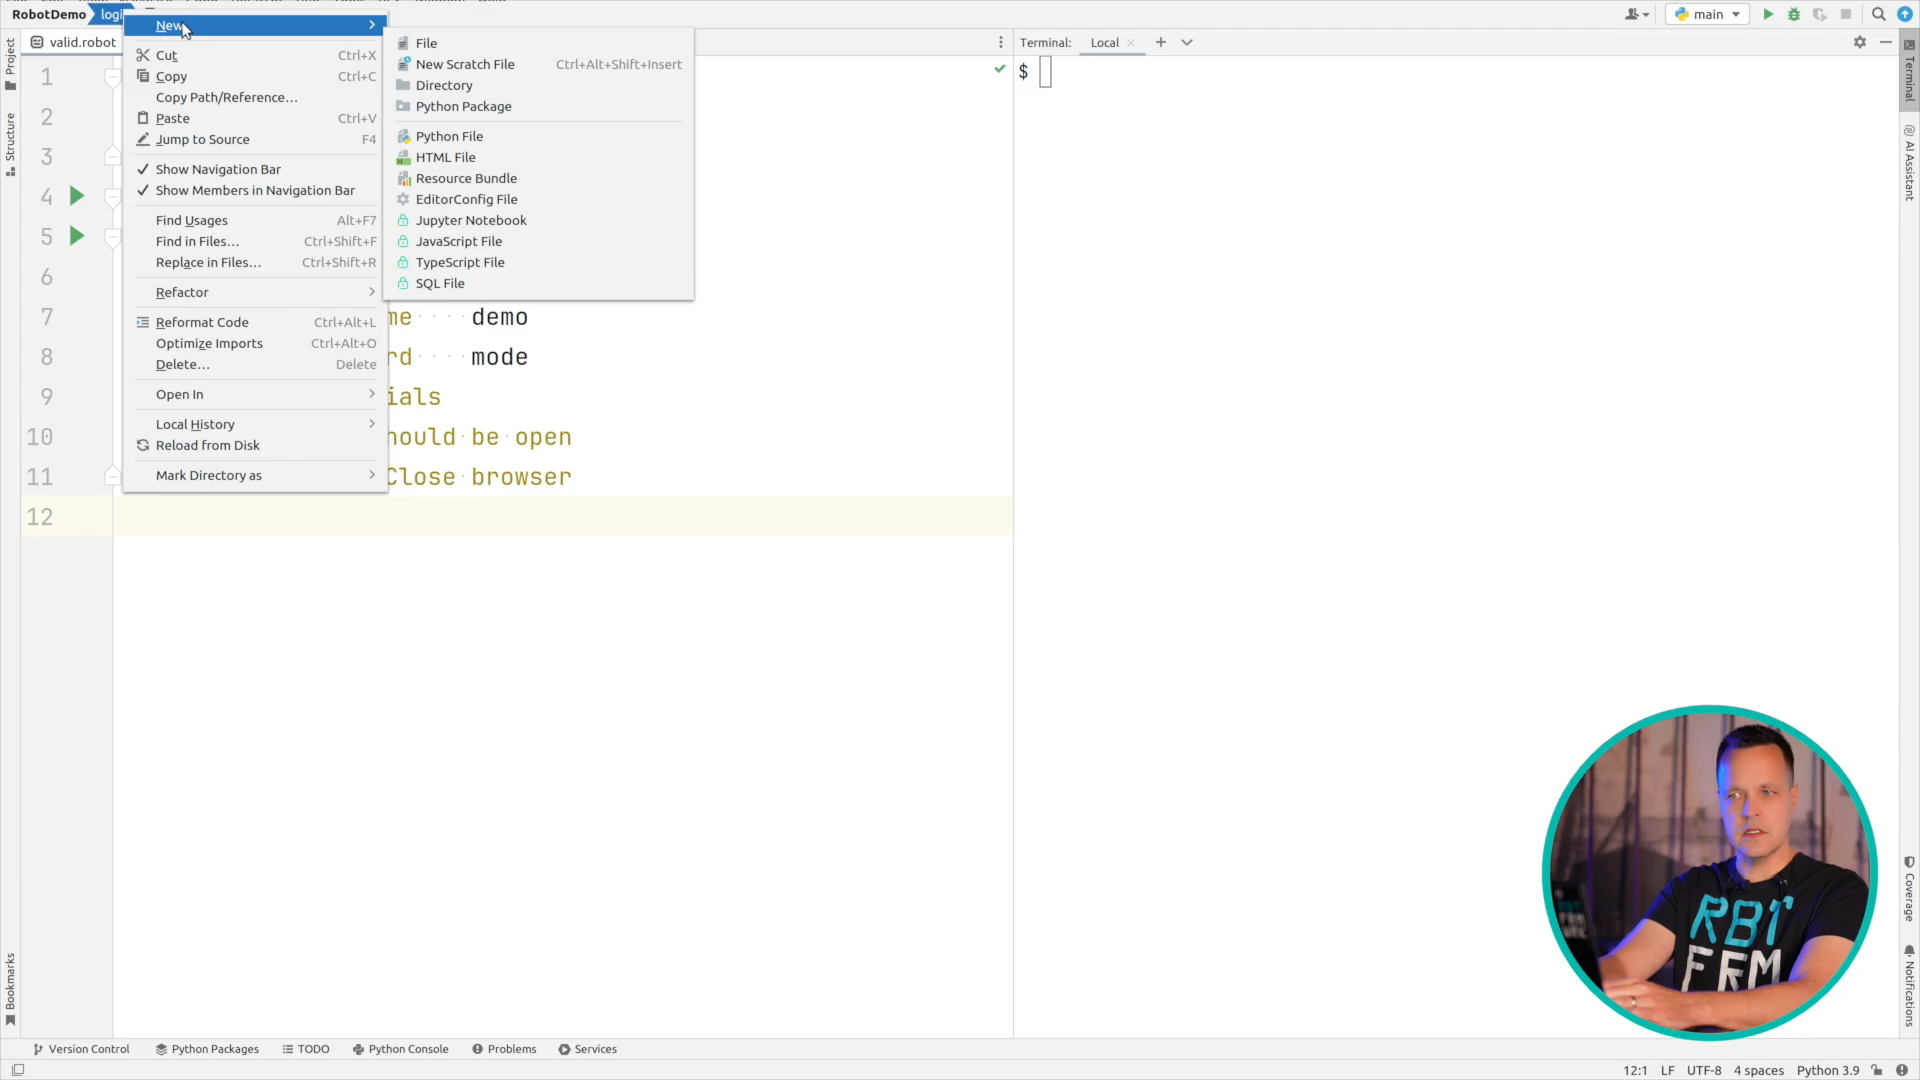 RobotDemo
main
valid.robot
New
Cut Ctrl+X
Copy Ctrl+C
Copy Path/Reference…
Paste Ctrl+V
Jump to Source F4
Show Navigation Bar
Show Members in Navigation Bar
Find Usages Alt+F7
Find in Files… Ctrl+Shift+F
Replace in Files… Ctrl+Shift+R
Refactor
Reformat Code Ctrl+Alt+L
Optimize Imports Ctrl+Alt+O
Delete… Delete
Open In
Local History
Reload from Disk
Mark Directory as
File
New Scratch File Ctrl+Alt+Shift+Insert
Directory
Python Package
Python File
HTML File
Resource Bundle
EditorConfig File
Jupyter Notebook
JavaScript File
TypeScript File
SQL File
1
2
3
4
5
6
7 me demo
8 rd mode
9 ials
10 hould be open
11 Close browser
12
Terminal: Local
$
Project
Structure
Bookmarks
Terminal
AI Assistant
Coverage
Notifications
RBT
FRM
Version Control Python Packages TODO Python Console Problems Services
12:1 LF UTF-8 4 spaces Python 3.9